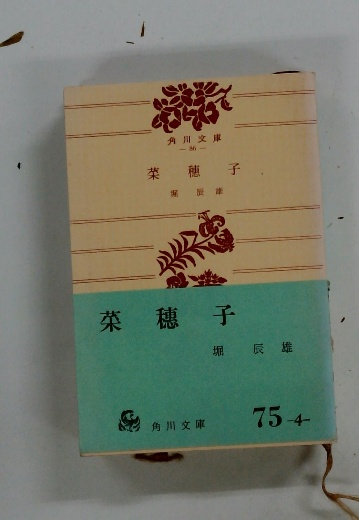 角川文庫
— 86 —
菜穂子
堀辰雄
菜穂子
堀辰雄
角川文庫
75-4-